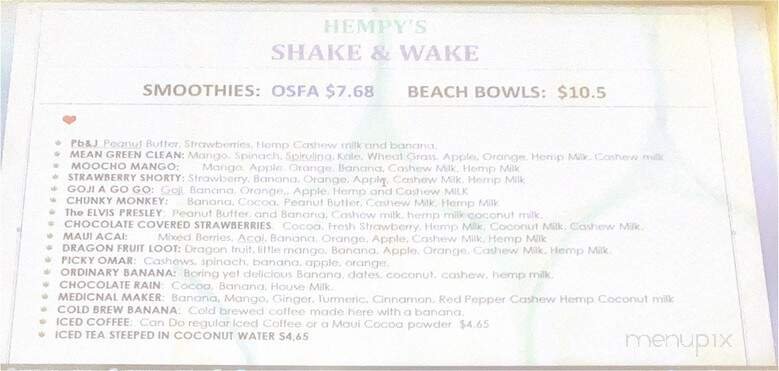 HEMPY'S
SHAKE & WAKE
SMOOTHIES: OSFA $7.68 BEACH BOWLS: $10.5
Pb&J Peanut Butter, Strawberries, Hemp Cashew milk and banana.
MEAN GREEN CLEAN: Mango, Spinach, Spirulina, Kale, Wheat Grass, Apple, Orange, Hemp Milk, Cashew milk
MOOCHO MANGO: Mango, Apple, Orange, Banana, Cashew Milk, Hemp Milk
STRAWBERRY SHORTY: Strawberry, Banana, Orange, Apple, Cashew Milk, Hemp Milk
GOJI A GO GO: Goji, Banana, Orange,, Apple, Hemp and Cashew MILK
CHUNKY MONKEY: Banana, Cocoa, Peanut Butter, Cashew Milk, Hemp Milk
The ELVIS PRESLEY: Peanut Butter, and Banana, Cashew milk, hemp milk coconut milk.
CHOCOLATE COVERED STRAWBERRIES: Cocoa, Fresh Strawberry, Hemp Milk, Coconut Milk, Cashew Milk.
MAUI ACAI: Mixed Berries, Acai, Banana, Orange, Apple, Cashew Milk, Hemp Milk
DRAGON FRUIT LOOT: Dragon fruit, little mango, Banana, Apple, Orange, Cashew Milk, Hemp Milk.
PICKY OMAR: Cashews, spinach, banana, apple, orange.
ORDINARY BANANA: Boring yet delicious Banana, dates, coconut, cashew, hemp milk.
CHOCOLATE RAIN: Cocoa, Banana, House Milk.
MEDICNAL MAKER: Banana, Mango, Ginger, Turmeric, Cinnaman, Red Pepper Cashew Hemp Coconut milk
COLD BREW BANANA: Cold brewed coffee made here with a banana.
ICED COFFEE: Can Do regular Iced Coffee or a Maui Cocoa powder $4.65
ICED TEA STEEPED IN COCONUT WATER $4,65
menupix